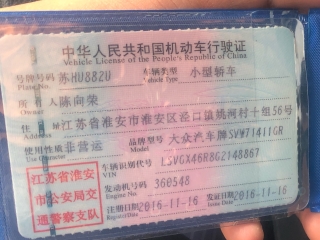 中华人民共和国机动车行驶证
Vehicle License of the People's Republic of China
号牌号码 苏HU882U 车辆类型 小型轿车
Plate No. Vehicle Type
所有人 陈向荣
Owner
住址 江苏省淮安市淮安区泾口镇姚河村十组56号
使用性质 非营运 品牌型号 大众汽车牌SVW71411GR
Use Character Model
车辆识别代号 LSVGX46R8G2148867
VIN
发动机号码 360548
Engine No.
注册日期 2016-11-16 发证日期 2016-11-16
Register Date Issue Date
江苏省淮安
市公安局交
通警察支队